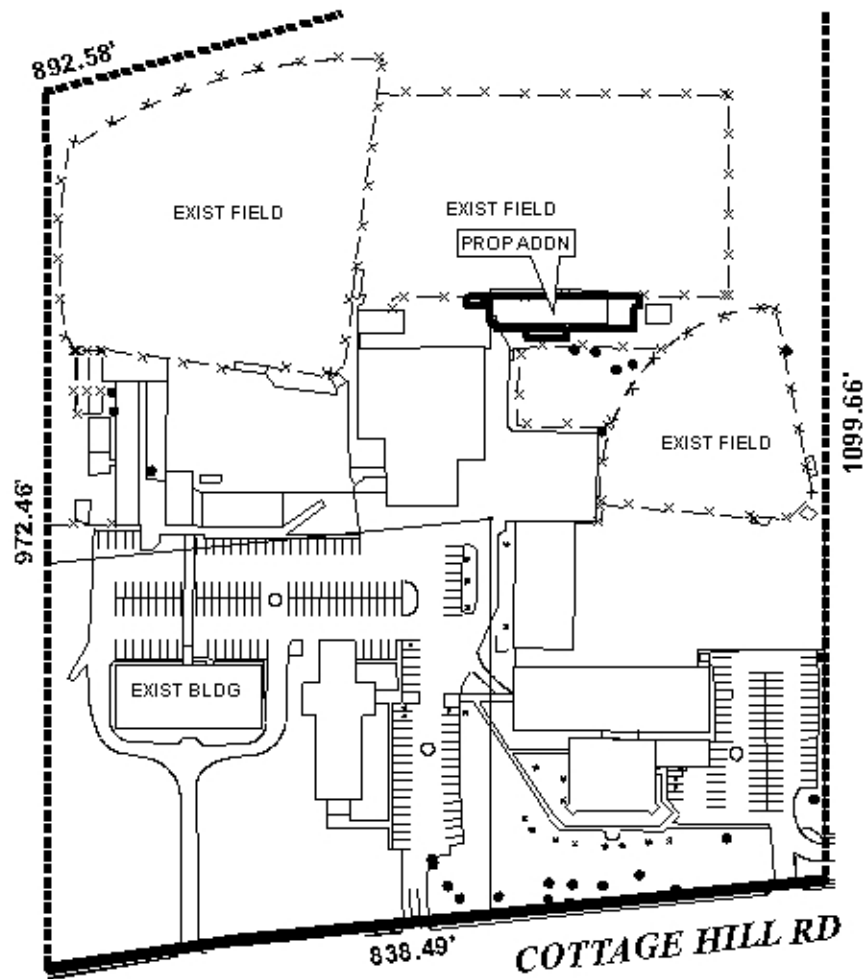 892.58'
EXIST FIELD
EXIST FIELD
PROP ADDN
EXIST FIELD
1099.66'
972.46'
EXIST BLDG
838.49'
COTTAGE HILL RD